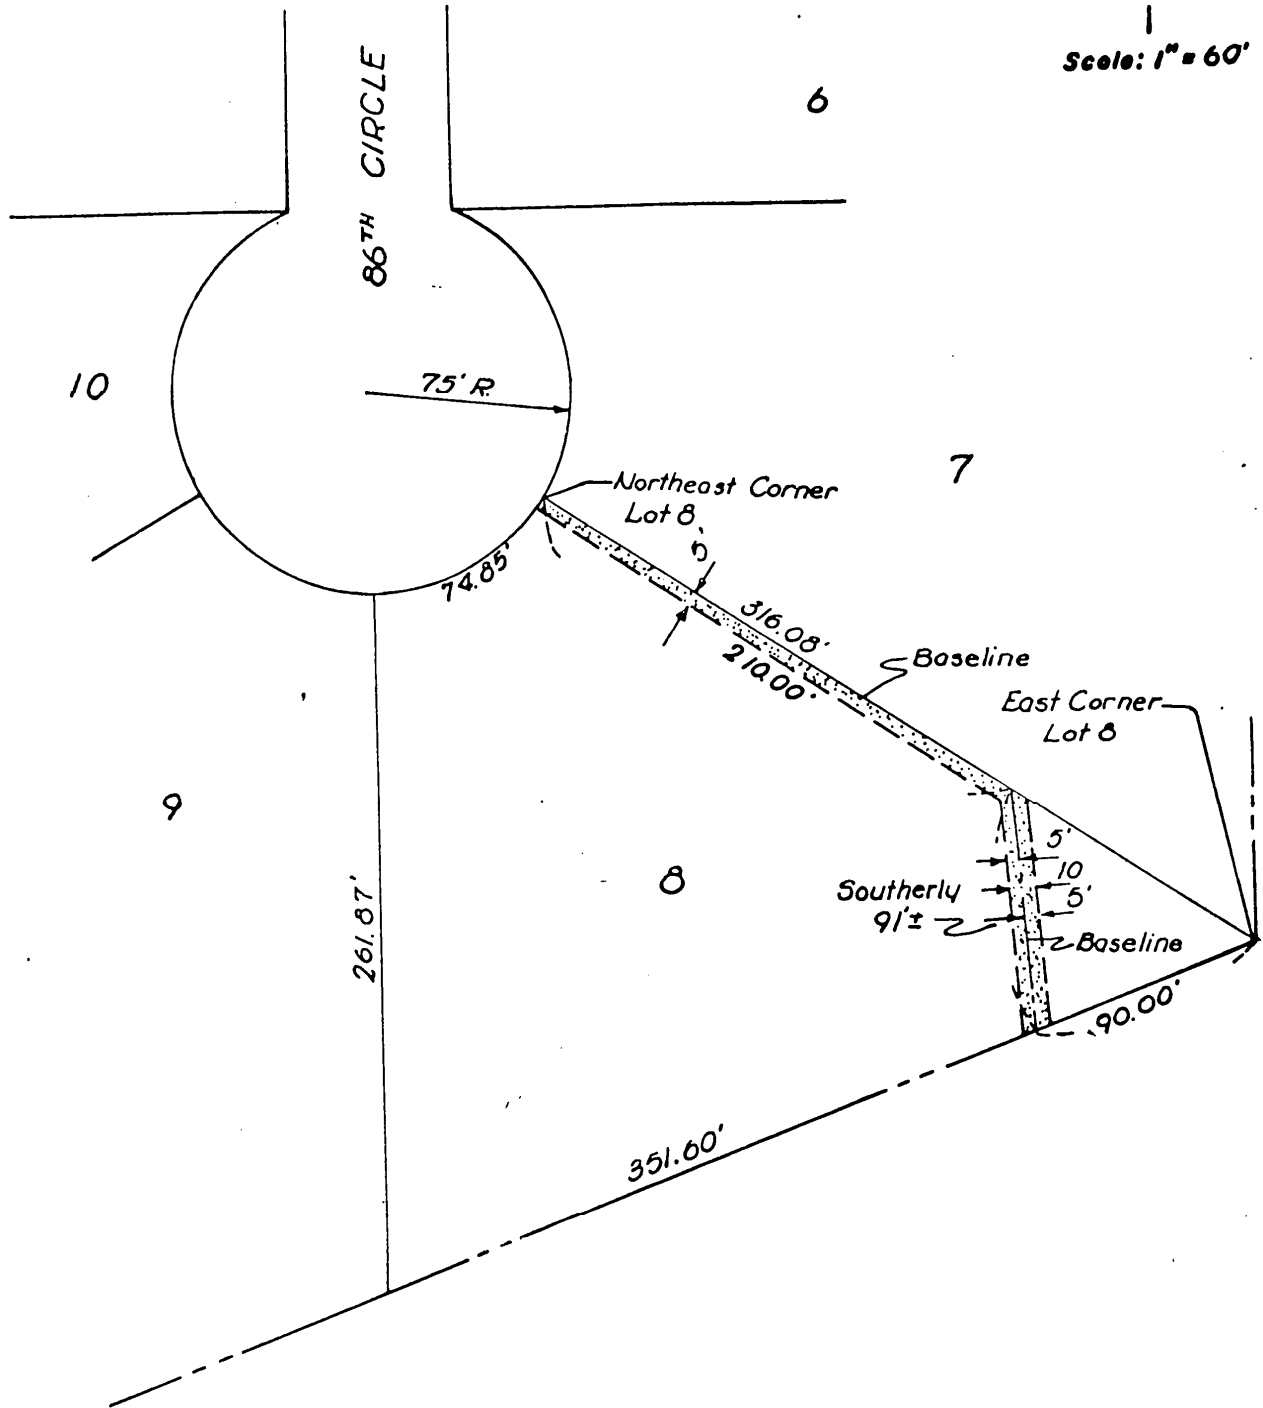 Scale: 1" = 60'
86TH CIRCLE
6
10
75' R.
7
Northeast Corner
Lot 8
5'
74.85'
316.08'
210.00'
Baseline
East Corner
Lot 8
9
8
5'
10
5'
Southerly
91'±
Baseline
261.87'
90.00'
351.60'